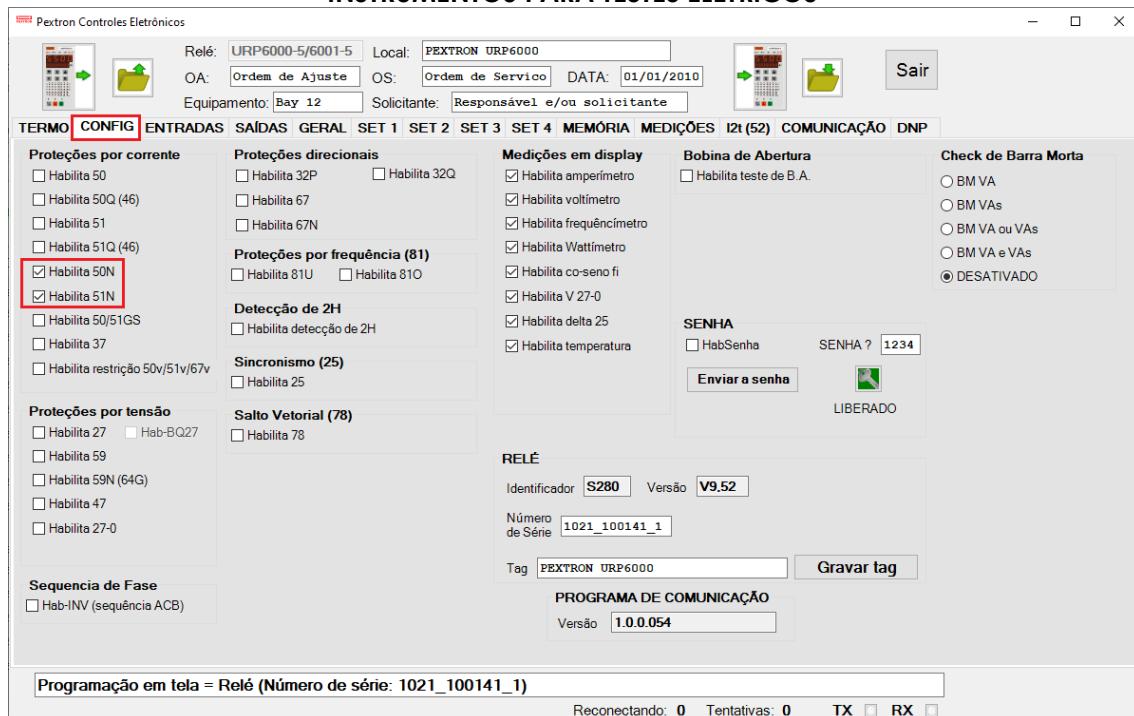 INSTRUMENTOS PARA TESTES ELÉTRICOS
Pextron Controles Eletrônicos
Relé: URP6000-5/6001-5 Local: PEXTRON URP6000
OA: Ordem de Ajuste OS: Ordem de Servico DATA: 01/01/2010
Sair
Equipamento: Bay 12 Solicitante: Responsável e/ou solicitante
TERMO CONFIG ENTRADAS SAÍDAS GERAL SET 1 SET 2 SET 3 SET 4 MEMÓRIA MEDIÇÕES I2t (52) COMUNICAÇÃO DNP
Proteções por corrente
Habilita 50
Habilita 50Q (46)
Habilita 51
Habilita 51Q (46)
Habilita 50N
Habilita 51N
Habilita 50/51GS
Habilita 37
Habilita restrição 50v/51v/67v
Proteções por tensão
Habilita 27 Hab-BQ27
Habilita 59
Habilita 59N (64G)
Habilita 47
Habilita 27-0
Sequencia de Fase
Hab-INV (sequência ACB)
Proteções direcionais
Habilita 32P Habilita 32Q
Habilita 67
Habilita 67N
Proteções por frequência (81)
Habilita 81U Habilita 81O
Detecção de 2H
Habilita detecção de 2H
Sincronismo (25)
Habilita 25
Salto Vetorial (78)
Habilita 78
Medições em display
Habilita amperímetro
Habilita voltímetro
Habilita frequêncímetro
Habilita Wattímetro
Habilita co-seno fi
Habilita V 27-0
Habilita delta 25
Habilita temperatura
Bobina de Abertura
Habilita teste de B.A.
SENHA
HabSenha SENHA ? 1234
Enviar a senha
LIBERADO
Check de Barra Morta
BM VA
BM VAs
BM VA ou VAs
BM VA e VAs
DESATIVADO
RELÉ
Identificador S280 Versão V9,52
Número
de Série 1021_100141_1
Tag PEXTRON URP6000 Gravar tag
PROGRAMA DE COMUNICAÇÃO
Versão 1.0.0.054
Programação em tela = Relé (Número de série: 1021_100141_1)
Reconectando: 0 Tentativas: 0 TX RX